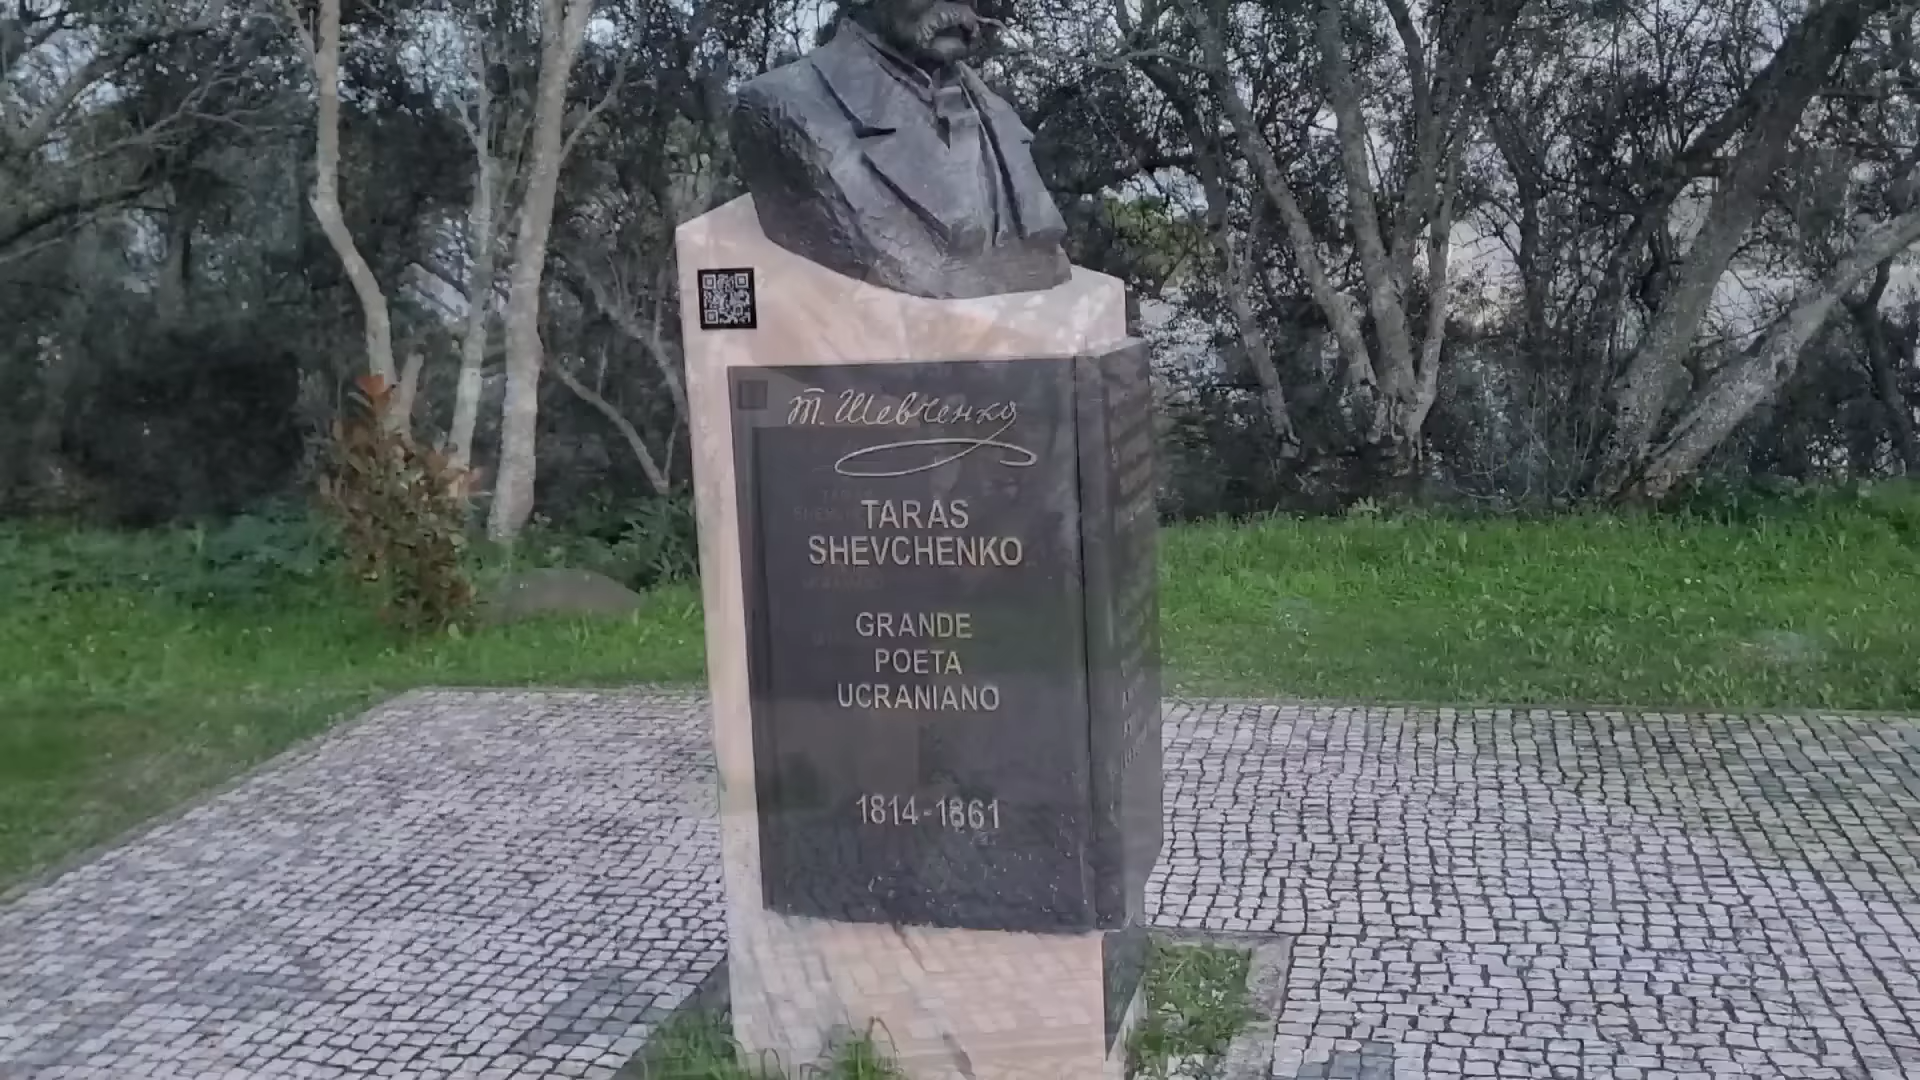 Т. Шевченко
TARAS
SHEVCHENKO
GRANDE
POETA
UCRANIANO
1814-1861